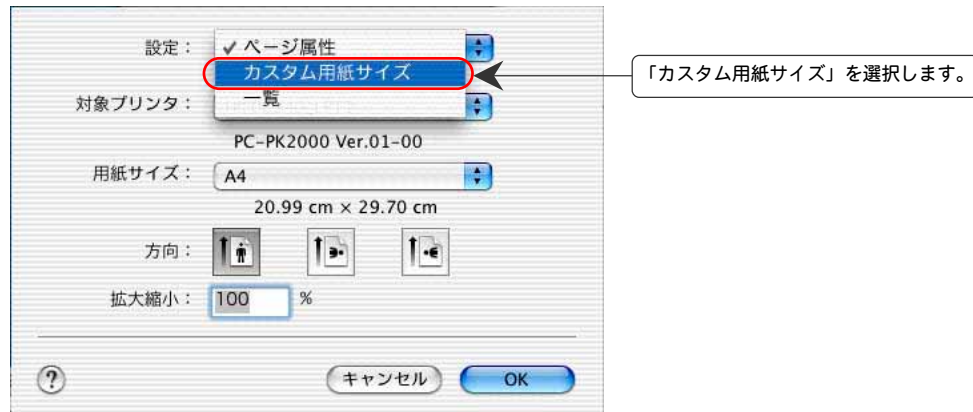 設定：
✓ページ属性
カスタム用紙サイズ
一覧
「カスタム用紙サイズ」を選択します。
対象プリンタ：
PC-PK2000 Ver.01-00
用紙サイズ：
A4
20.99 cm × 29.70 cm
方向：
拡大縮小：
100 %
?
キャンセル
OK